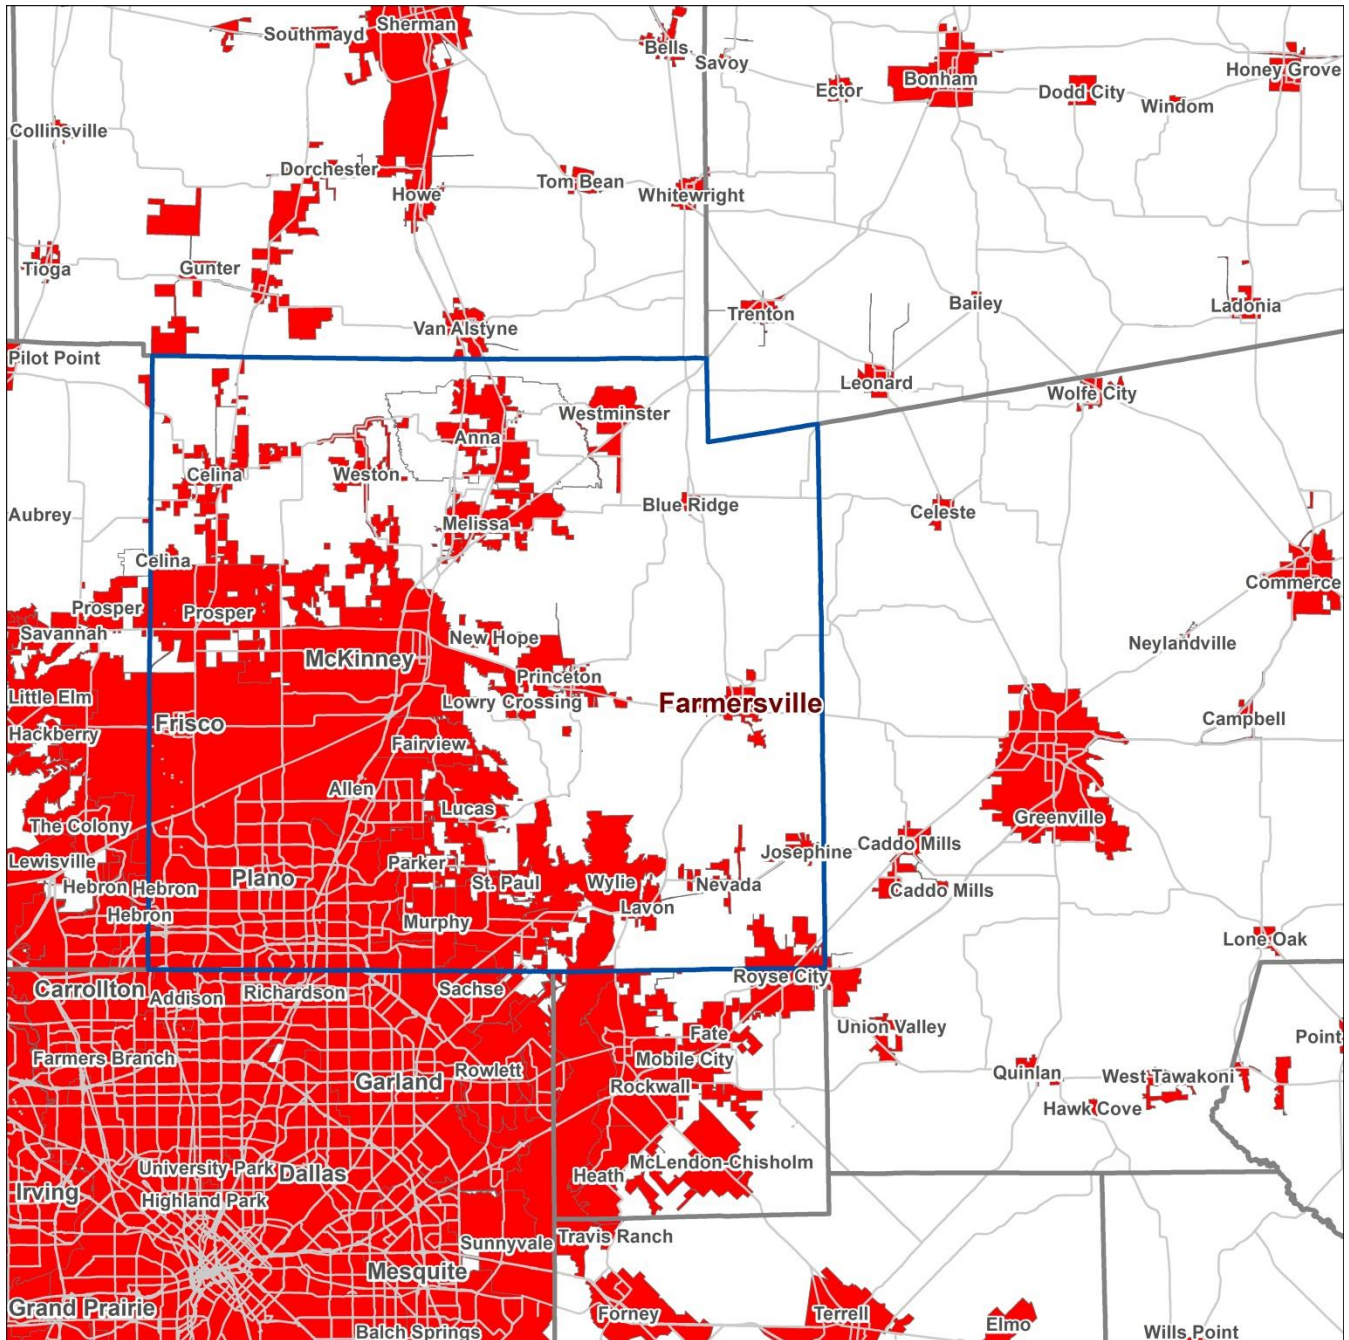 Sherman
Southmayd
Bells
Savoy
Honey Grove
Bonham
Ector
Dodd City
Windom
Collinsville
Dorchester
Tom Bean
Howe
Whitewright
Tioga
Gunter
Bailey
Ladonia
Trenton
Van Alstyne
Pilot Point
Leonard
Wolfe City
Westminster
Anna
Celina
Weston
Blue Ridge
Celeste
Aubrey
Melissa
Celina
Commerce
Prosper
Prosper
Savannah
New Hope
Neylandville
McKinney
Princeton
Little Elm
Lowry Crossing
Farmersville
Frisco
Campbell
Hackberry
Fairview
Allen
Lucas
Greenville
The Colony
Caddo Mills
Josephine
Lewisville
Parker
Plano
St. Paul
Wylie
Nevada
Hebron
Hebron
Caddo Mills
Lavon
Hebron
Murphy
Lone Oak
Royse City
Carrollton
Addison
Richardson
Sachse
Union Valley
Fate
Point
Farmers Branch
Mobile City
Rowlett
Garland
Rockwall
Quinlan
West Tawakoni
Hawk Cove
McLendon-Chisholm
University Park
Dallas
Heath
Irving
Highland Park
Travis Ranch
Sunnyvale
Mesquite
Grand Prairie
Forney
Terrell
Elmo
Balch Springs
Wills Point